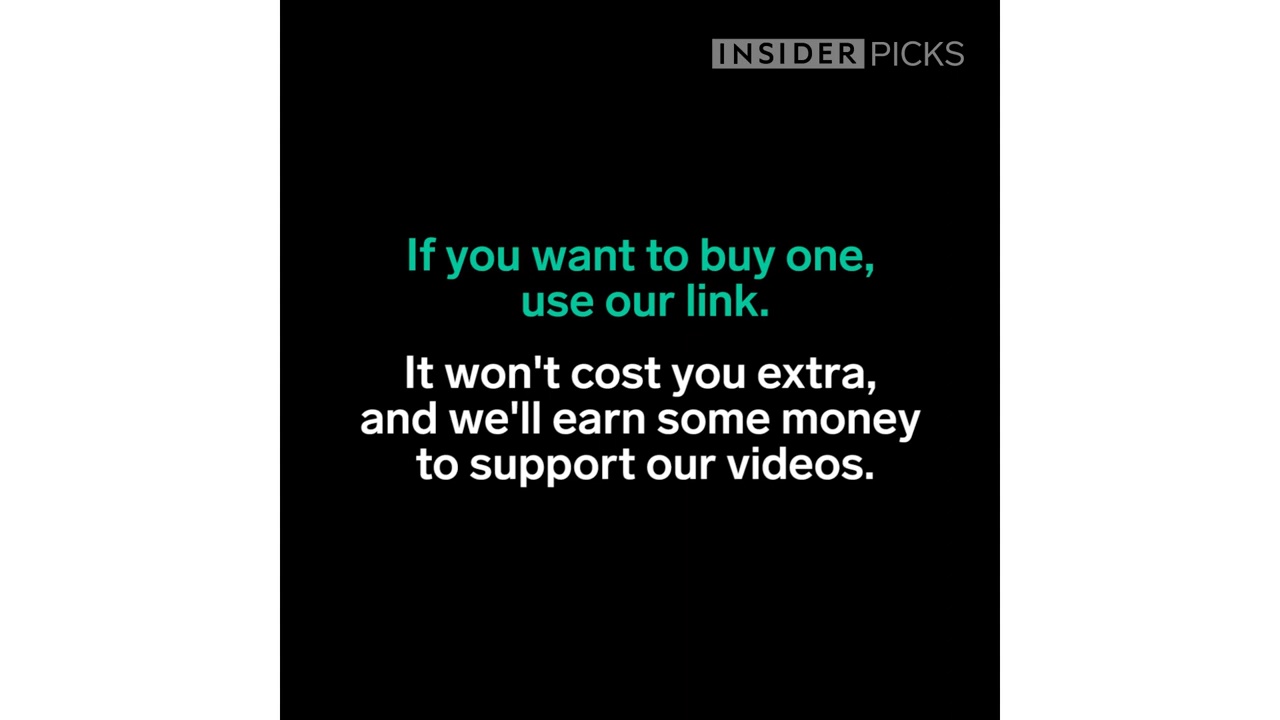 INSIDER PICKS
If you want to buy one,
use our link.
It won't cost you extra,
and we'll earn some money
to support our videos.